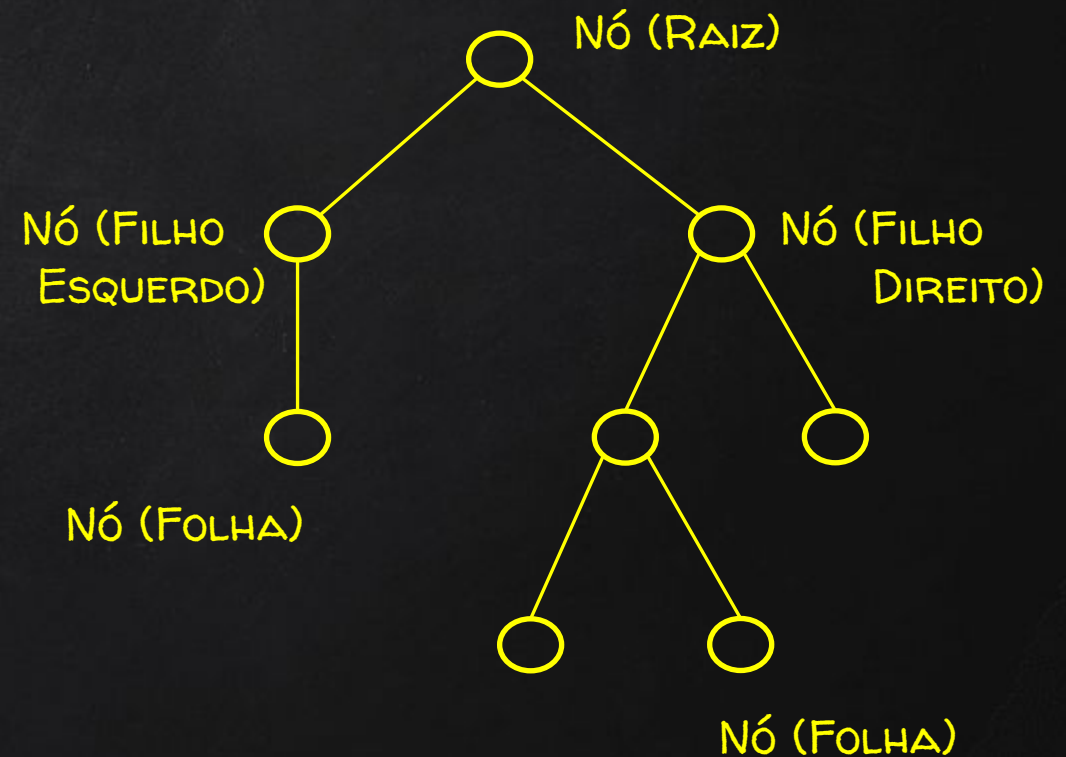 Nó (Raiz)
Nó (Filho
Esquerdo)
Nó (Filho
Direito)
Nó (Folha)
Nó (Folha)